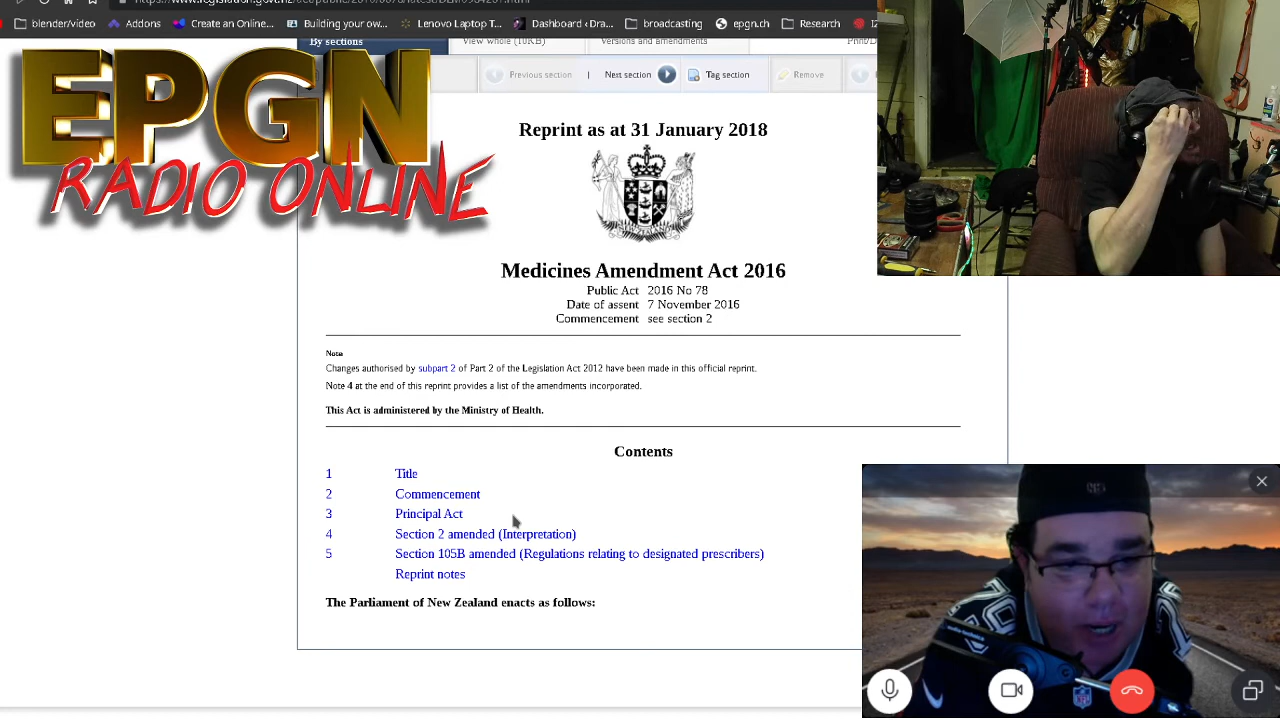 blender/video
Addons
Create an Online...
Building your ow...
Lenovo Laptop T...
Dashboard ‹ Dra...
broadcasting
epgn.ch
Research
By sections
View whole (10KB)
Versions and amendments
Previous section | Next section
Tag section
Remove
EPGN
RADIO ONLINE
Reprint as at 31 January 2018
Medicines Amendment Act 2016
Public Act 2016 No 78
Date of assent 7 November 2016
Commencement see section 2
Note
Changes authorised by subpart 2 of Part 2 of the Legislation Act 2012 have been made in this official reprint.
Note 4 at the end of this reprint provides a list of the amendments incorporated.
This Act is administered by the Ministry of Health.
Contents
1 Title
2 Commencement
3 Principal Act
4 Section 2 amended (Interpretation)
5 Section 105B amended (Regulations relating to designated prescribers)
Reprint notes
The Parliament of New Zealand enacts as follows: